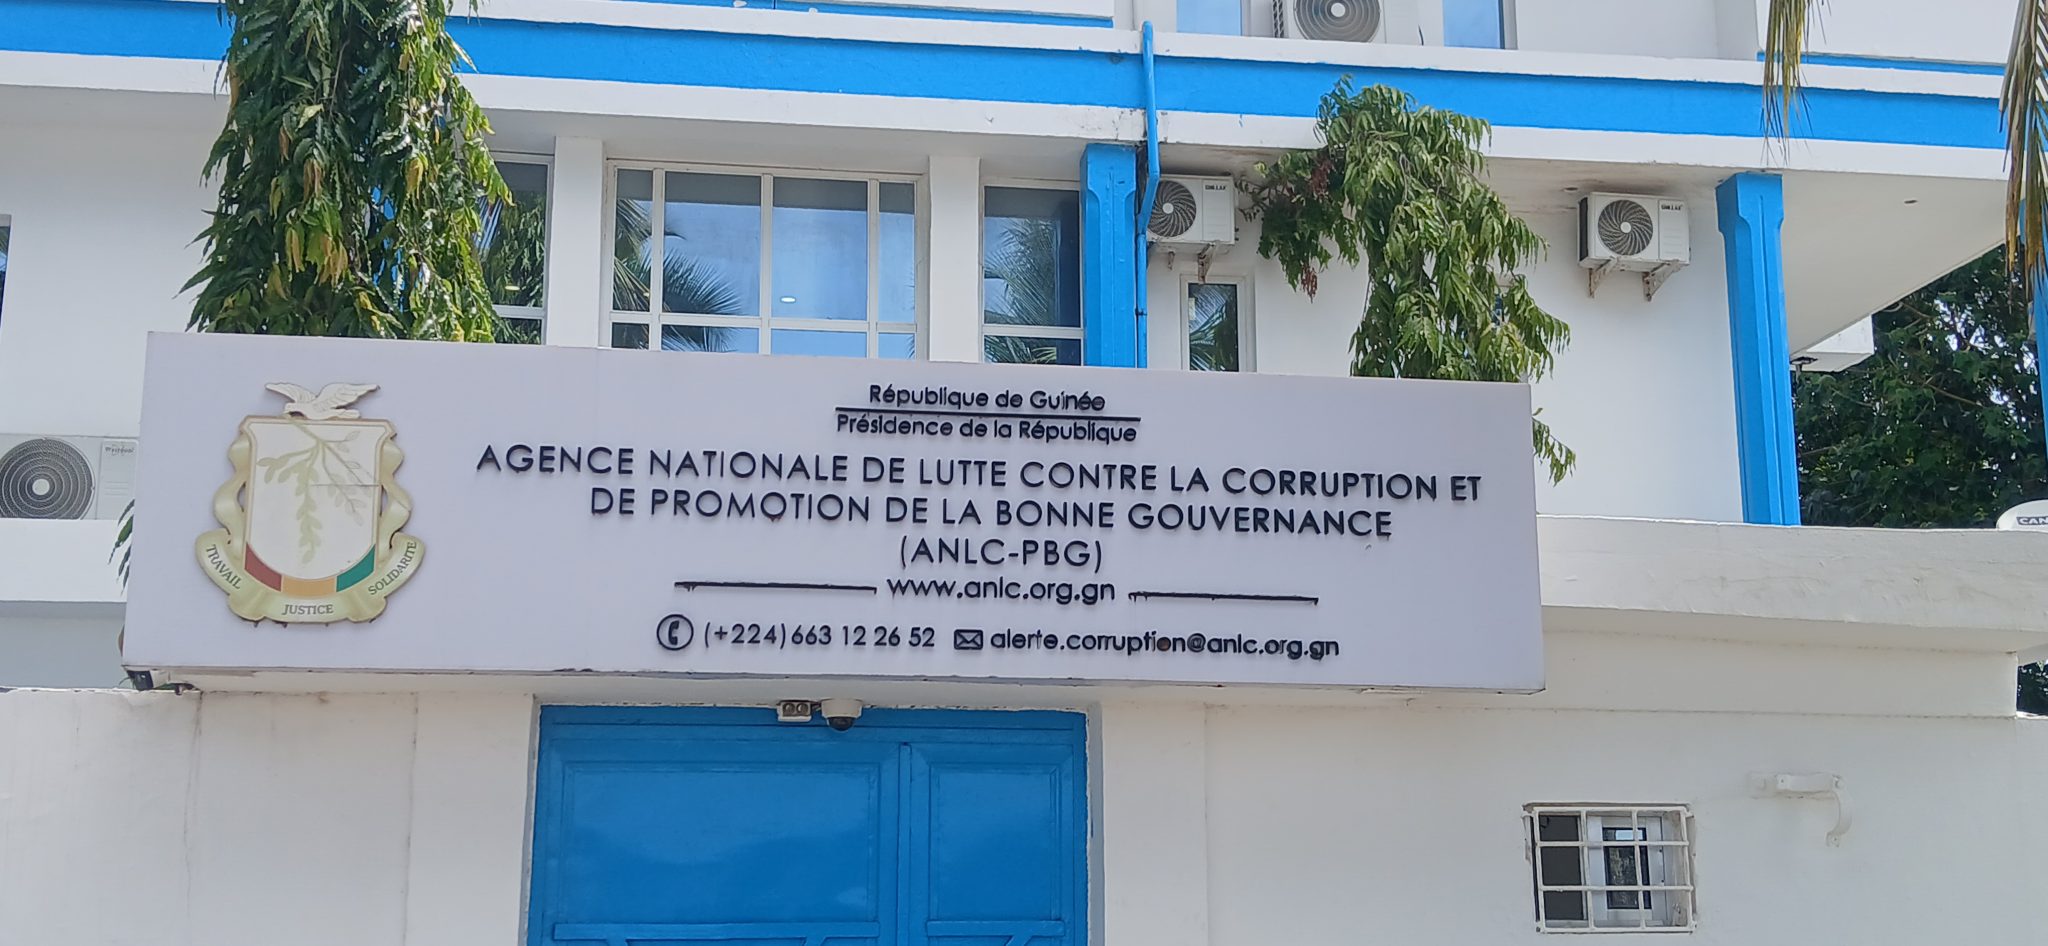 République de Guinée
Présidence de la République
AGENCE NATIONALE DE LUTTE CONTRE LA CORRUPTION ET
DE PROMOTION DE LA BONNE GOUVERNANCE
(ANLC-PBG)
www.anlc.org.gn
(+224) 663 12 26 52 alerte.corruption@anlc.org.gn
TRAVAIL JUSTICE SOLIDARITE